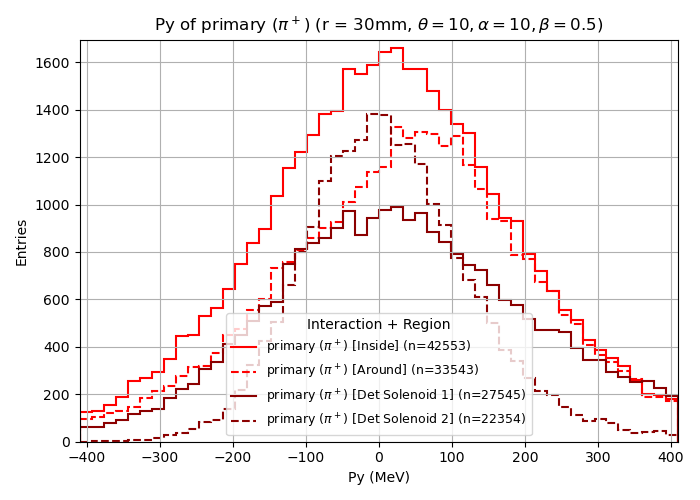 Py of primary (π⁺) (r = 30mm, θ = 10, α = 10, β = 0.5)
1600
1400
1200
1000
800
600
400
200
0
Entries
Interaction + Region
primary (π⁺) [Inside] (n=42553)
primary (π⁺) [Around] (n=33543)
primary (π⁺) [Det Solenoid 1] (n=27545)
primary (π⁺) [Det Solenoid 2] (n=22354)
−400 −300 −200 −100 0 100 200 300 400
Py (MeV)